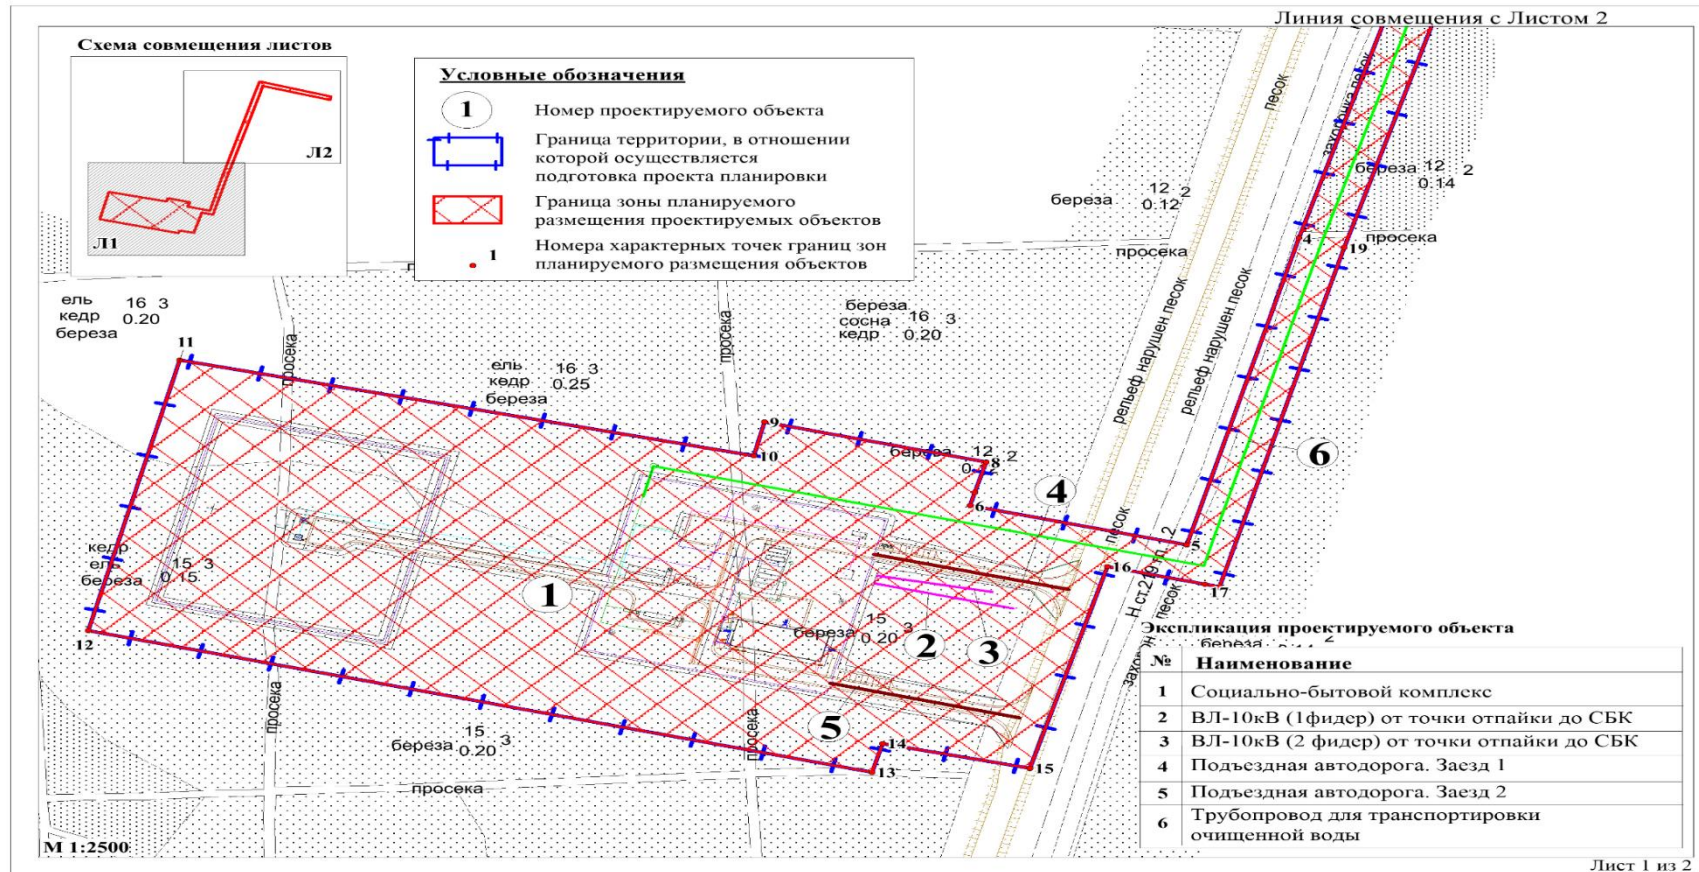 Линия совмещения с Листом 2
Схема совмещения листов
Л2
Л1
Условные обозначения
1 Номер проектируемого объекта
Граница территории, в отношении
которой осуществляется
подготовка проекта планировки
Граница зоны планируемого
размещения проектируемых объектов
1 Номера характерных точек границ зон
планируемого размещения объектов
песок
песок
захоронка песок
береза 12 2
0.14
береза 12 2
0.12
просека
просека
4
19
рельеф нарушен песок
рельеф нарушен песок
ель 16 3
кедр 0.20
береза
береза
сосна 16 3
кедр 0.20
11
просека
просека
ель 16 3
кедр 0.25
береза
9
10
береза 12 2
8
6
4
6
песок
5
16
17
Н ст.2
песок
кедр
ель 15 3
береза 0.15
1
12
береза 15 3
0.20
2
3
5
14
13
15
просека
просека
береза 15 3
0.20
просека
береза 2
Экспликация проектируемого объекта
№ Наименование
1 Социально-бытовой комплекс
2 ВЛ-10кВ (1фидер) от точки отпайки до СБК
3 ВЛ-10кВ (2 фидер) от точки отпайки до СБК
4 Подъездная автодорога. Заезд 1
5 Подъездная автодорога. Заезд 2
6 Трубопровод для транспортировки
очищенной воды
М 1:2500
Лист 1 из 2